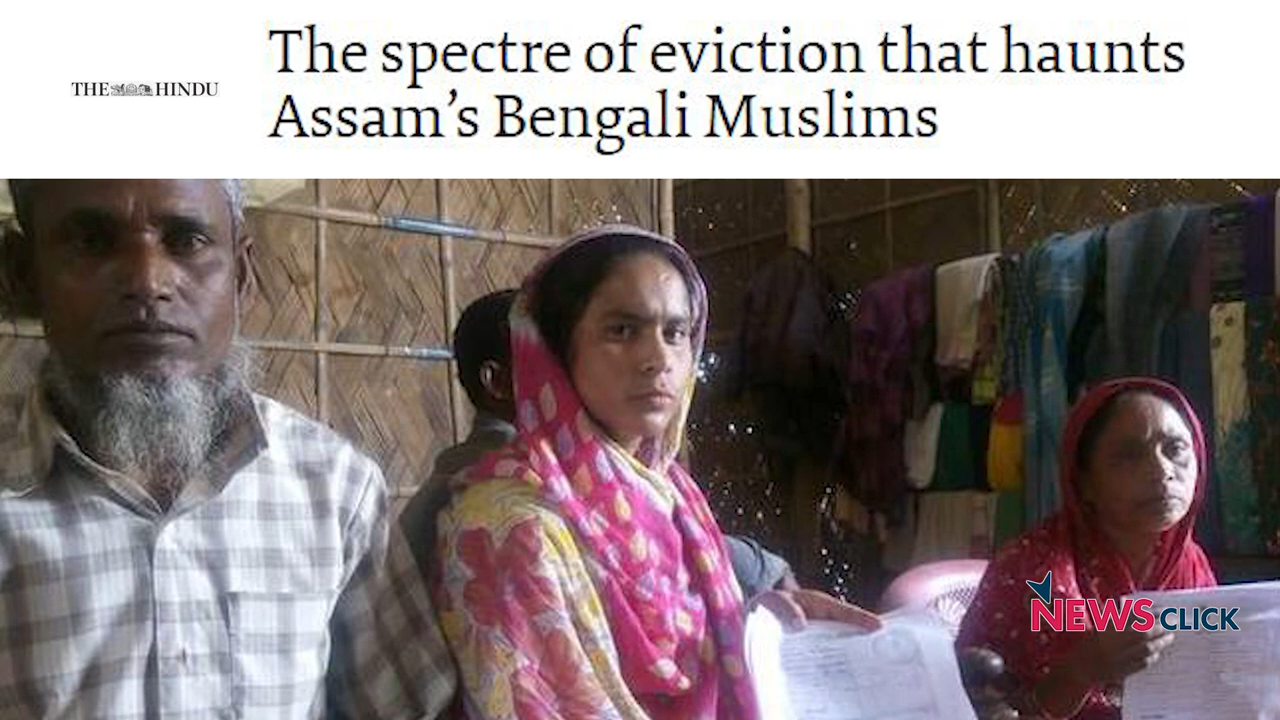 THE HINDU
The spectre of eviction that haunts
Assam's Bengali Muslims
NEWSCLICK